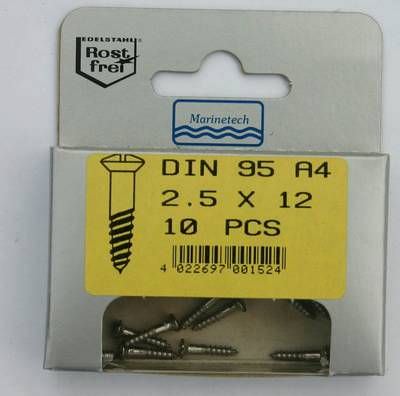 EDELSTAHL
Rost
frei
Marinetech
DIN 95 A4
2.5 X 12
10 PCS
4 022697 001524